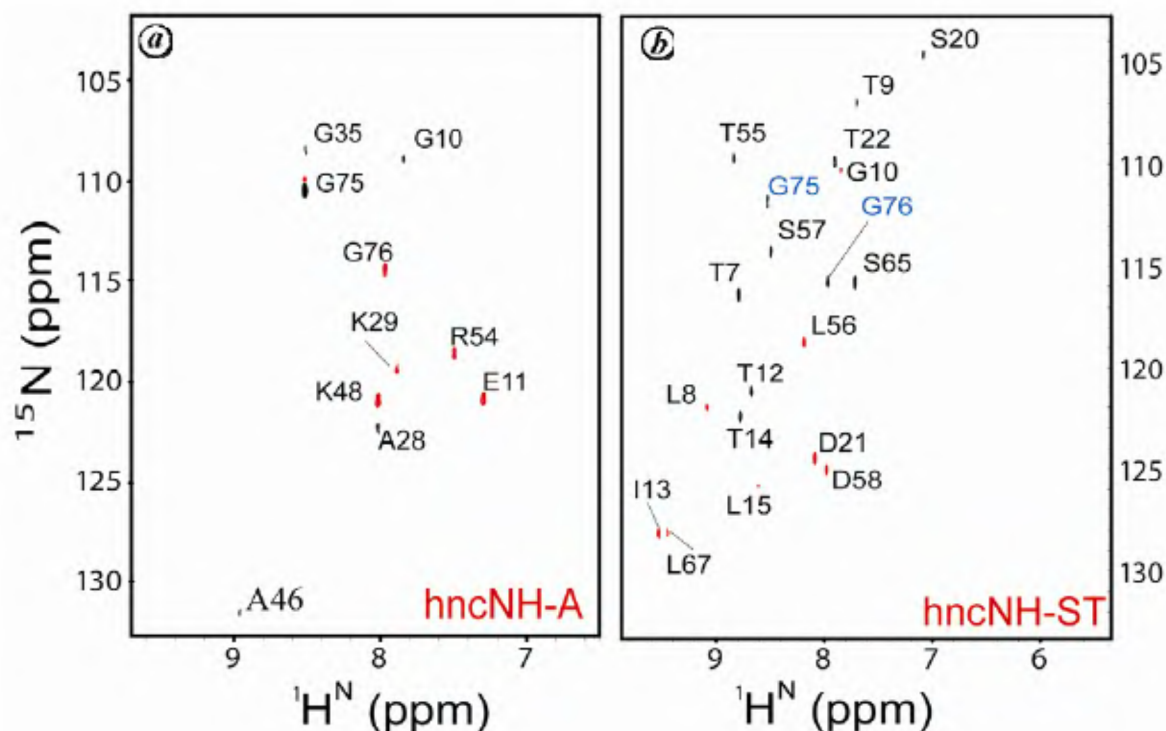 a
105
110
115
120
125
130
G35
G10
G75
G76
K29
R54
K48
E11
A28
A46
hncNH-A
9
8
7
¹H^N (ppm)
¹⁵N (ppm)
b
S20
T9
T55
T22
G10
G75
G76
S57
T7
S65
L56
T12
L8
T14
D21
D58
I13
L15
L67
hncNH-ST
105
110
115
120
125
130
9
8
7
6
¹H^N (ppm)